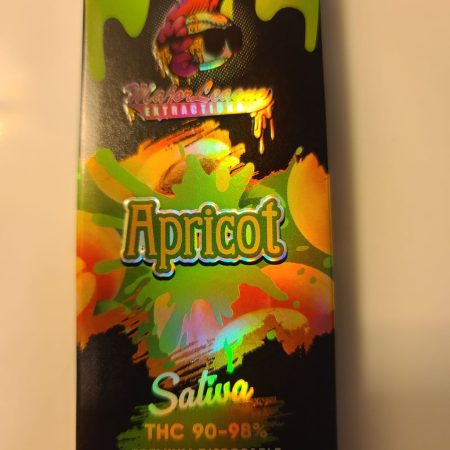 Major League
EXTRACTIONS
Apricot
Sativa
THC 90-98%